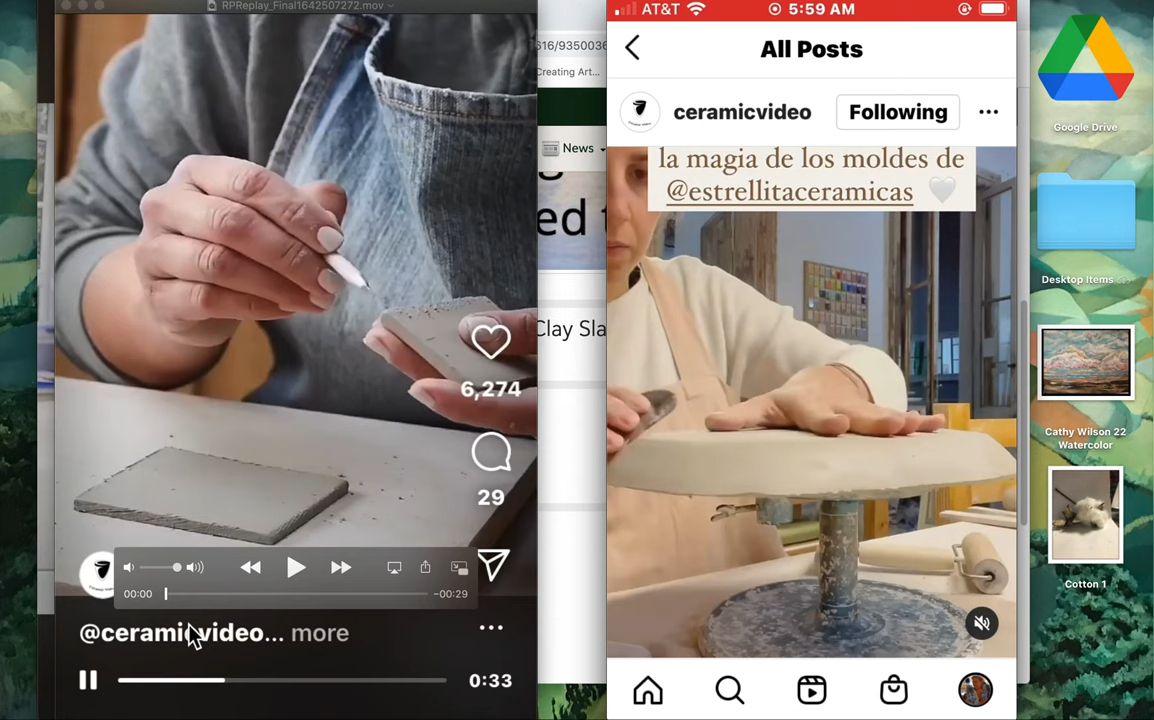 RPReplay_Final1642507272.mov
6,274
29
00:00
-00:29
@ceramicvideo... more
0:33
616/9350036
Creating Art...
News
Clay Sla
AT&T
5:59 AM
All Posts
ceramicvideo
Following
la magia de los moldes de
@estrellitaceramicas
Google Drive
Desktop Items
Cathy Wilson 22
Watercolor
Cotton 1